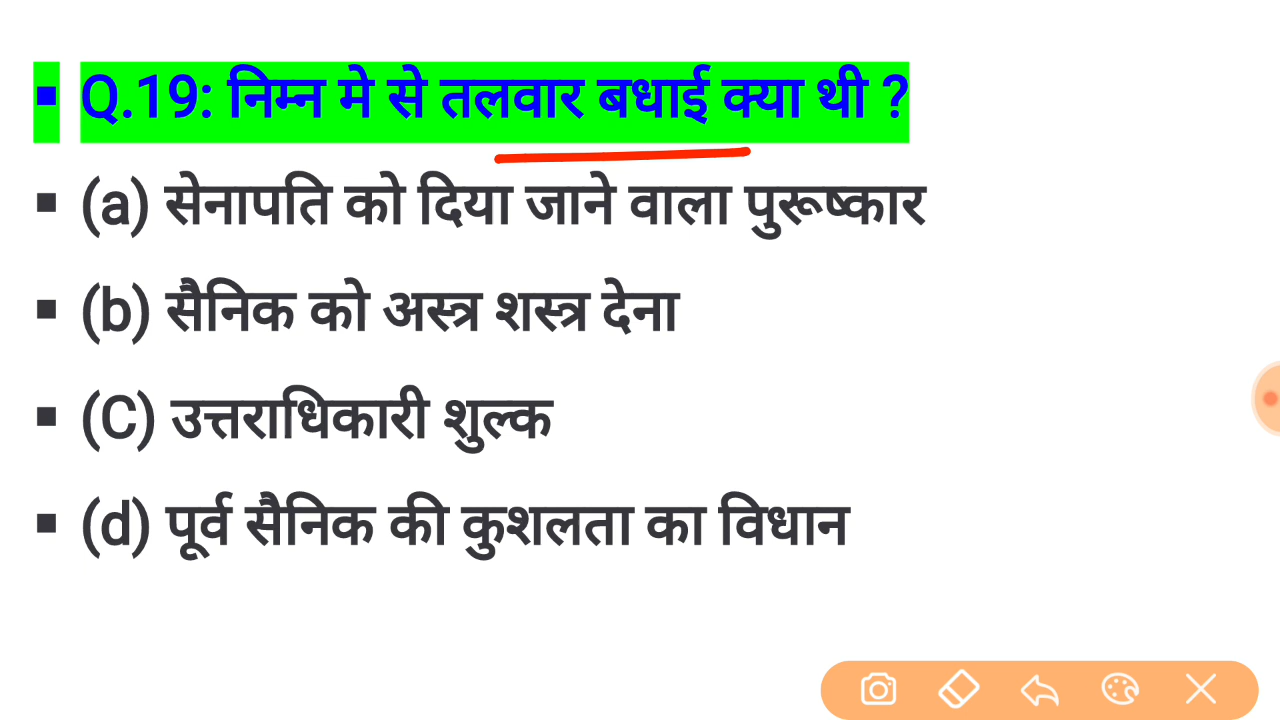 ▪ Q.19: निम्न मे से तलवार बधाई क्या थी ?
▪ (a) सेनापति को दिया जाने वाला पुरूष्कार
▪ (b) सैनिक को अस्त्र शस्त्र देना
▪ (C) उत्तराधिकारी शुल्क
▪ (d) पूर्व सैनिक की कुशलता का विधान